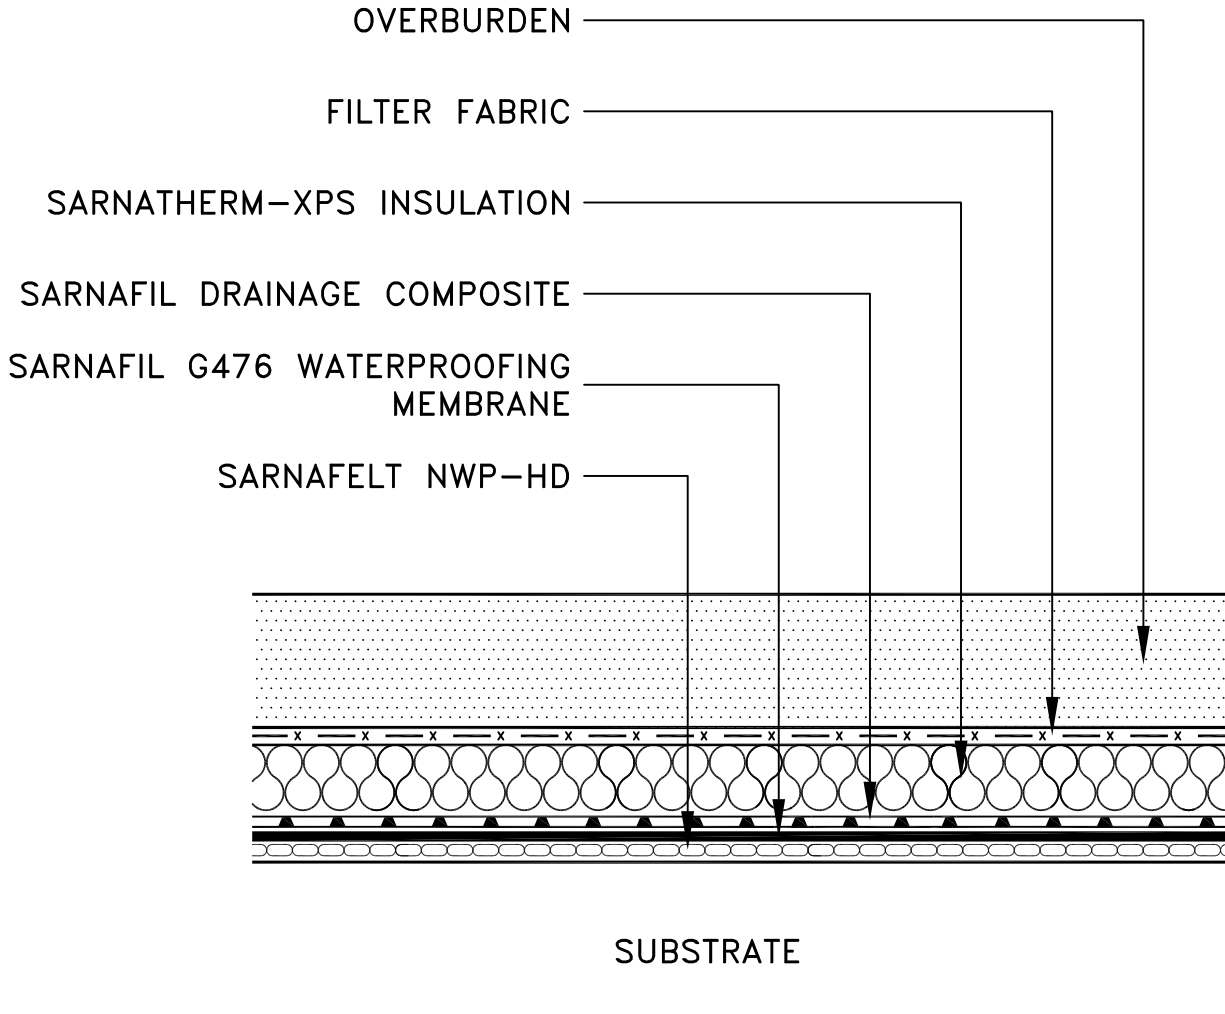 OVERBURDEN
FILTER FABRIC
SARNATHERM-XPS INSULATION
SARNAFIL DRAINAGE COMPOSITE
SARNAFIL G476 WATERPROOFING
MEMBRANE
SARNAFELT NWP-HD
SUBSTRATE